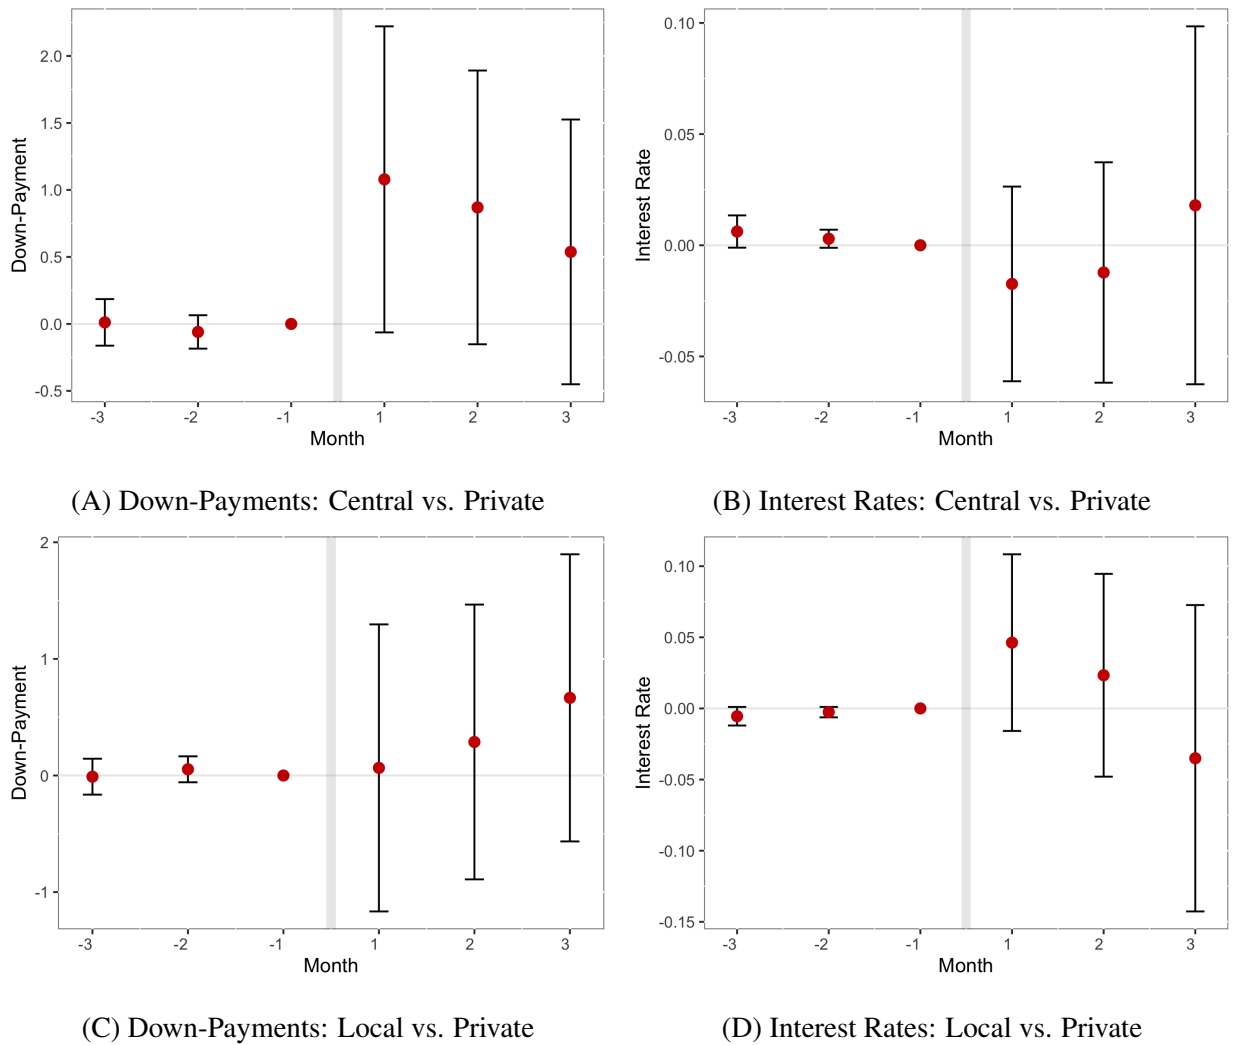 Down-Payment
2.0
1.5
1.0
0.5
0.0
-0.5
-3 -2 -1 1 2 3
Month
(A) Down-Payments: Central vs. Private
Interest Rate
0.10
0.05
0.00
-0.05
-3 -2 -1 1 2 3
Month
(B) Interest Rates: Central vs. Private
Down-Payment
2
1
0
-1
-3 -2 -1 1 2 3
Month
(C) Down-Payments: Local vs. Private
Interest Rate
0.10
0.05
0.00
-0.05
-0.10
-0.15
-3 -2 -1 1 2 3
Month
(D) Interest Rates: Local vs. Private